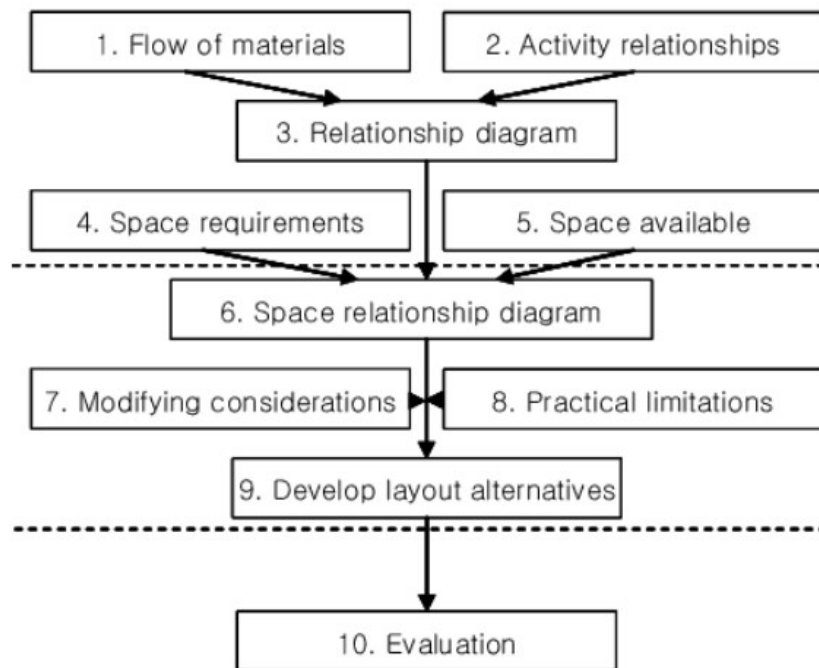 1. Flow of materials
2. Activity relationships
3. Relationship diagram
4. Space requirements
5. Space available
6. Space relationship diagram
7. Modifying considerations
8. Practical limitations
9. Develop layout alternatives
10. Evaluation